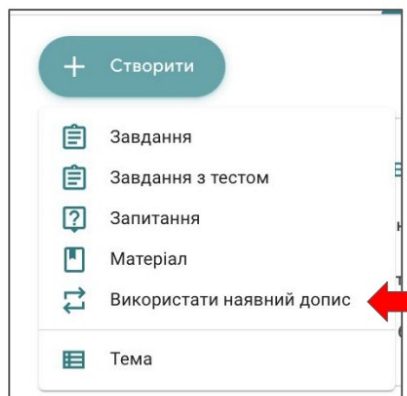 Створити
Завдання
Завдання з тестом
Запитання
Матеріал
Використати наявний допис
Тема